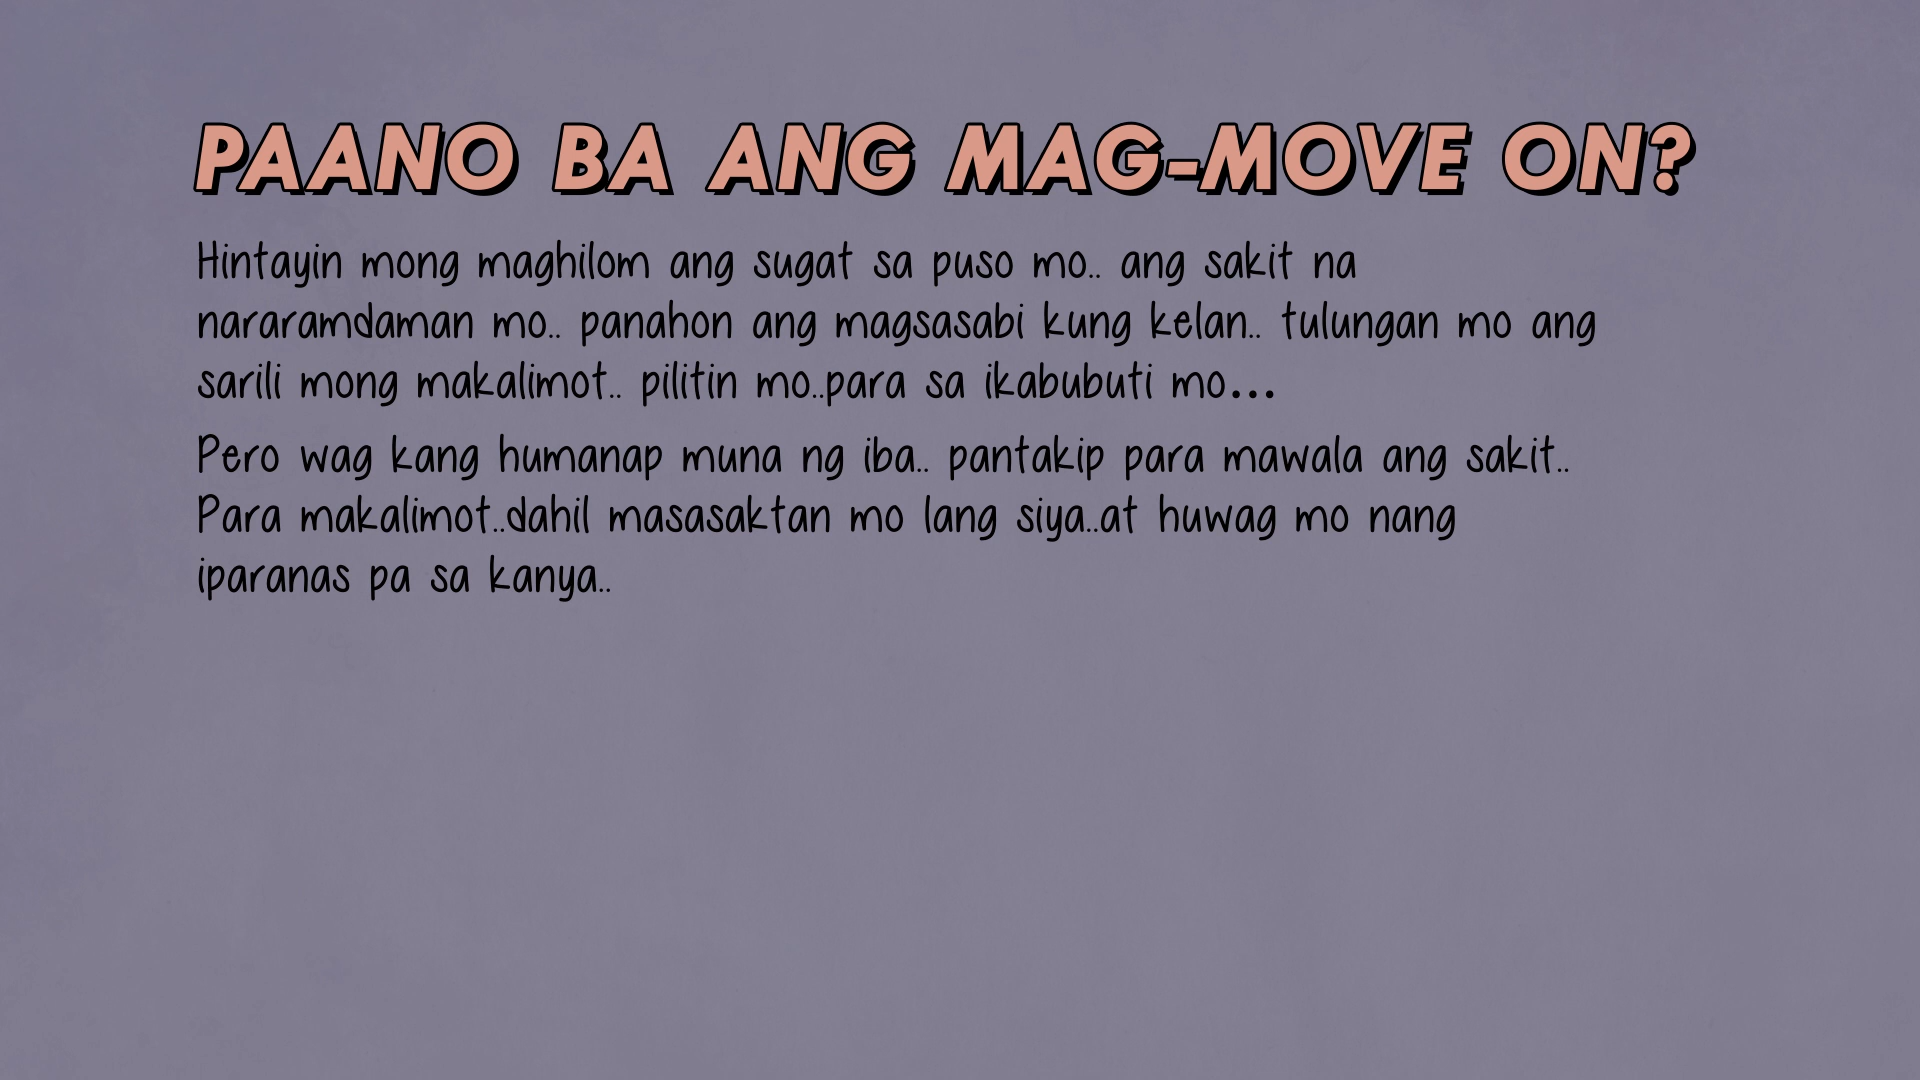 PAANO BA ANG MAG-MOVE ON?
Hintayin mong maghilom ang sugat sa puso mo.. ang sakit na
nararamdaman mo.. panahon ang magsasabi kung kelan.. tulungan mo ang
sarili mong makalimot.. pilitin mo..para sa ikabubuti mo...
Pero wag kang humanap muna ng iba.. pantakip para mawala ang sakit..
Para makalimot..dahil masasaktan mo lang siya..at huwag mo nang
iparanas pa sa kanya..